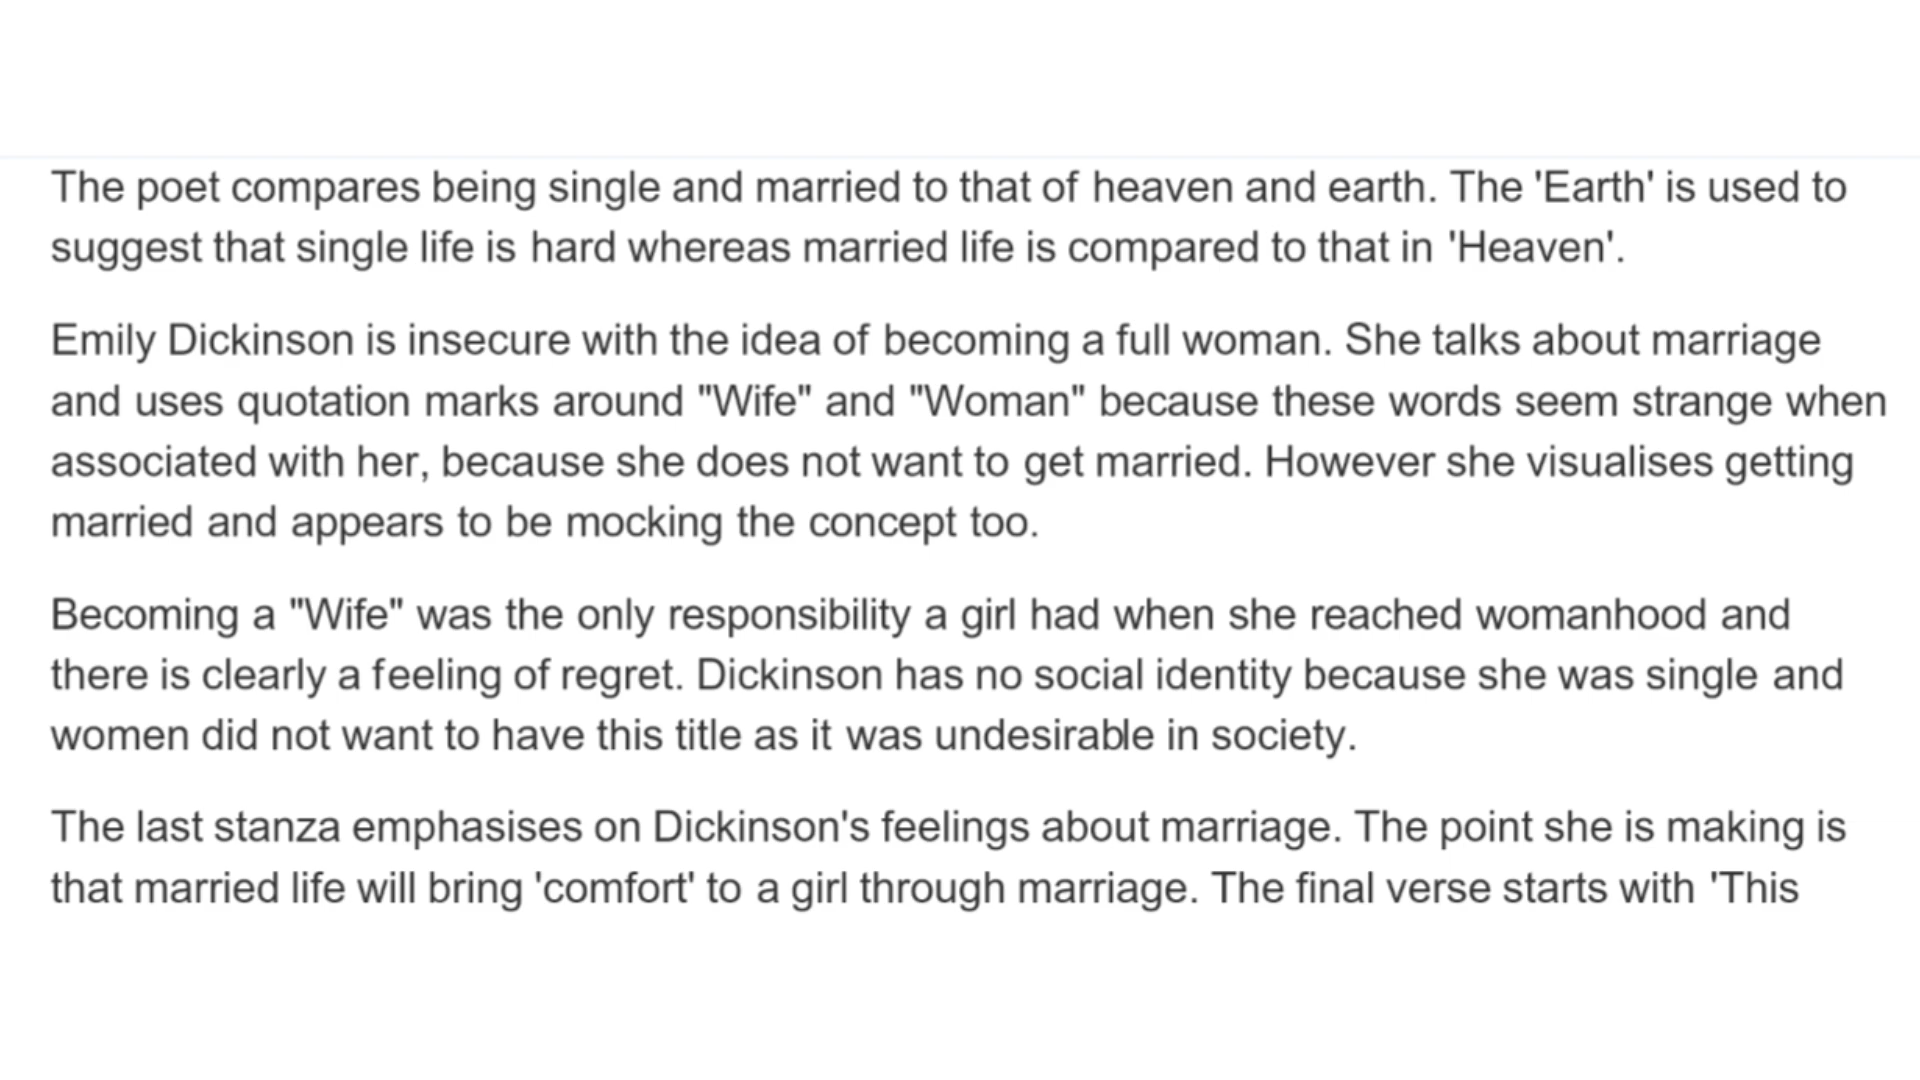 The poet compares being single and married to that of heaven and earth. The 'Earth' is used to
suggest that single life is hard whereas married life is compared to that in 'Heaven'.
Emily Dickinson is insecure with the idea of becoming a full woman. She talks about marriage
and uses quotation marks around "Wife" and "Woman" because these words seem strange when
associated with her, because she does not want to get married. However she visualises getting
married and appears to be mocking the concept too.
Becoming a "Wife" was the only responsibility a girl had when she reached womanhood and
there is clearly a feeling of regret. Dickinson has no social identity because she was single and
women did not want to have this title as it was undesirable in society.
The last stanza emphasises on Dickinson's feelings about marriage. The point she is making is
that married life will bring 'comfort' to a girl through marriage. The final verse starts with 'This